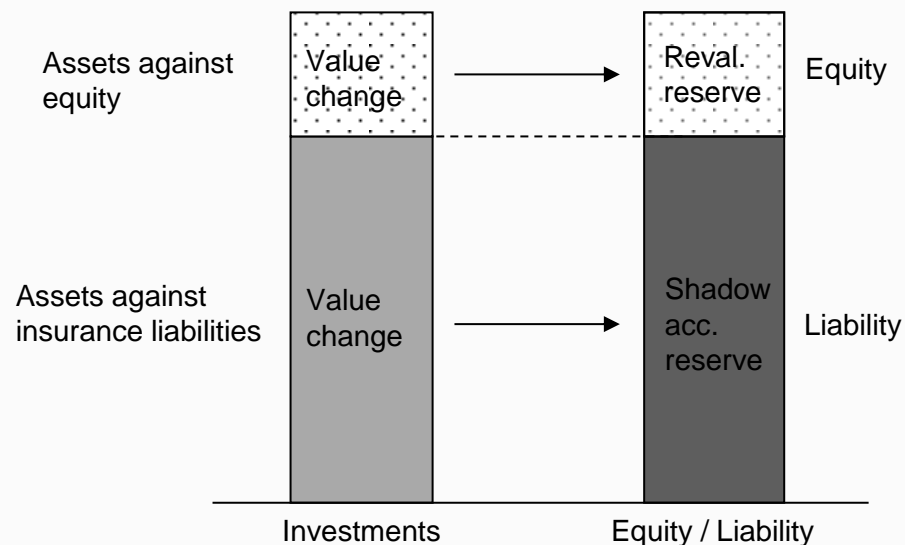 Assets against
equity
Value
change
Reval.
reserve
Equity
Assets against
insurance liabilities
Value
change
Shadow
acc.
reserve
Liability
Investments
Equity / Liability